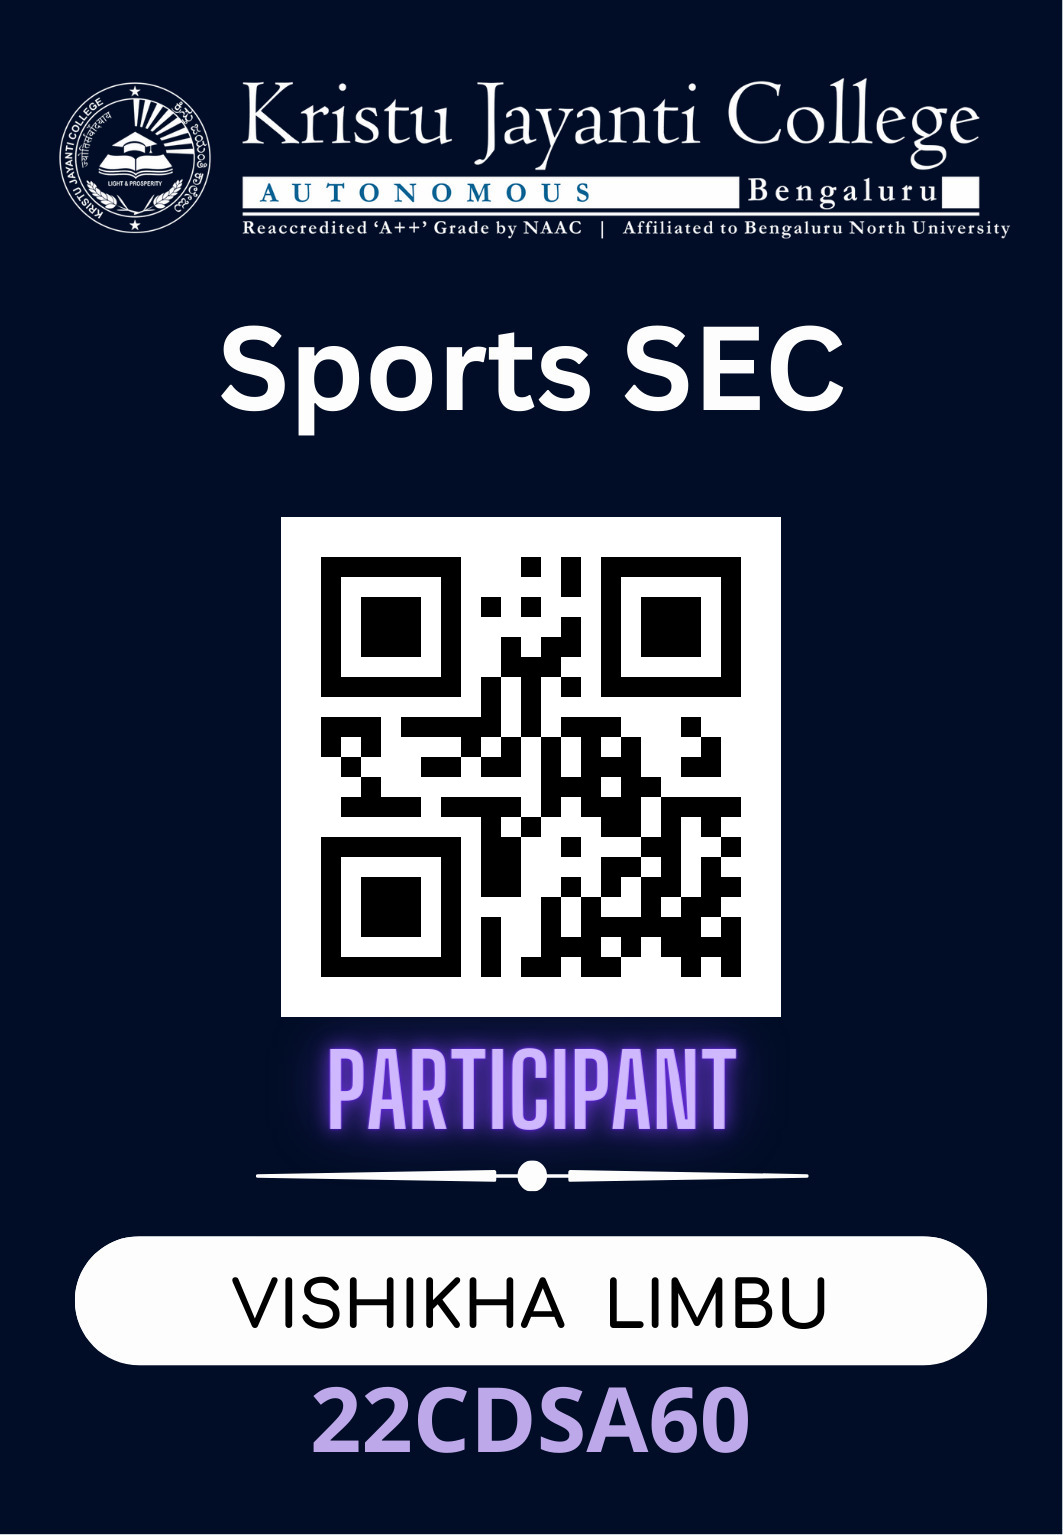 Kristu Jayanti College
AUTONOMOUS Bengaluru
Reaccredited ‘A++’ Grade by NAAC | Affiliated to Bengaluru North University
KRISTU JAYANTI COLLEGE
LIGHT & PROSPERITY
Sports SEC
PARTICIPANT
VISHIKHA LIMBU
22CDSA60